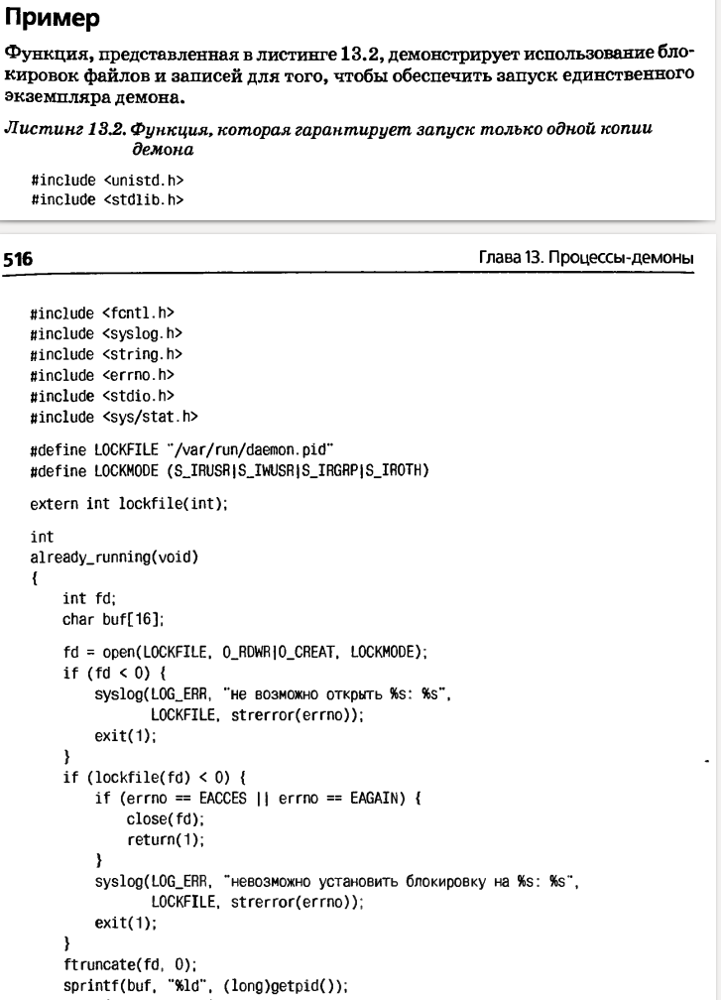 Пример
Функция, представленная в листинге 13.2, демонстрирует использование бло-
кировок файлов и записей для того, чтобы обеспечить запуск единственного
экземпляра демона.
Листинг 13.2. Функция, которая гарантирует запуск только одной копии
демона
#include <unistd.h>
#include <stdlib.h>
516 Глава 13. Процессы-демоны
#include <fcntl.h>
#include <syslog.h>
#include <string.h>
#include <errno.h>
#include <stdio.h>
#include <sys/stat.h>
#define LOCKFILE "/var/run/daemon.pid"
#define LOCKMODE (S_IRUSR|S_IWUSR|S_IRGRP|S_IROTH)
extern int lockfile(int);
int
already_running(void)
{
int fd;
char buf[16];
fd = open(LOCKFILE, O_RDWR|O_CREAT, LOCKMODE);
if (fd < 0) {
syslog(LOG_ERR, "не возможно открыть %s: %s",
LOCKFILE, strerror(errno));
exit(1);
}
if (lockfile(fd) < 0) {
if (errno == EACCES || errno == EAGAIN) {
close(fd);
return(1);
}
syslog(LOG_ERR, "невозможно установить блокировку на %s: %s",
LOCKFILE, strerror(errno));
exit(1);
}
ftruncate(fd, 0);
sprintf(buf, "%ld", (long)getpid());